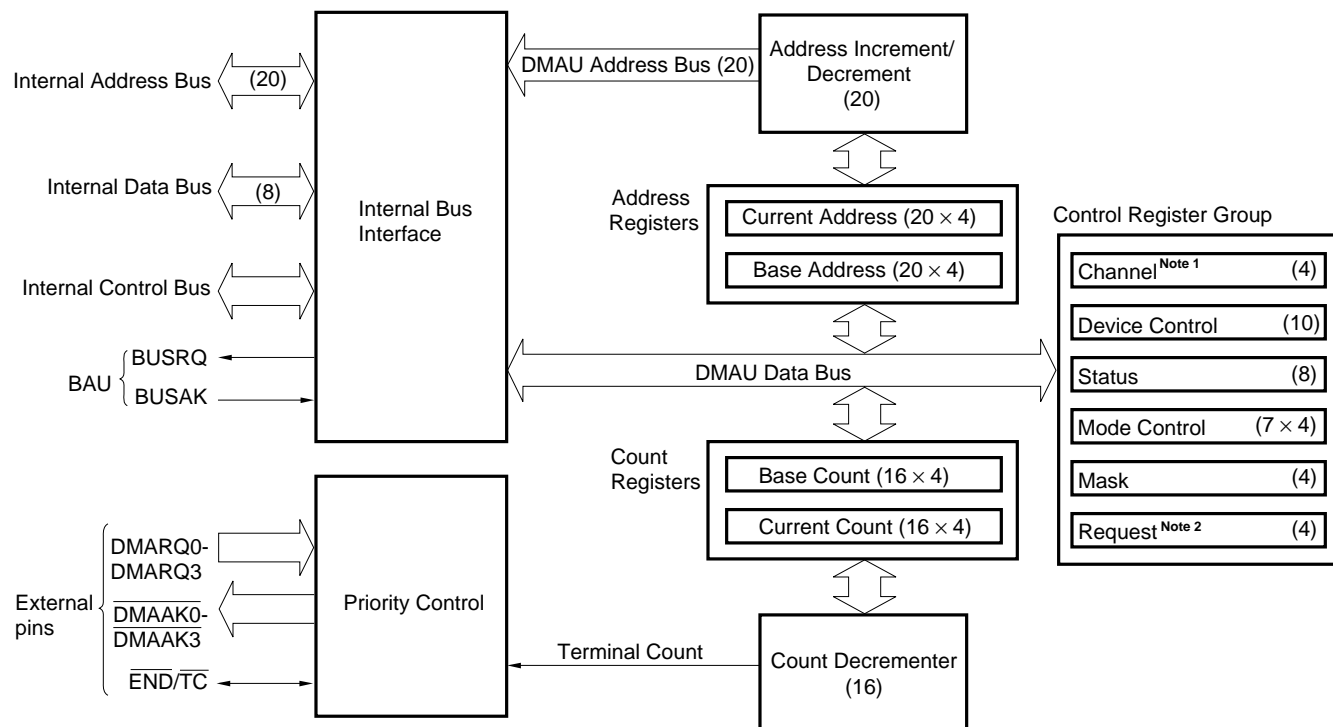 Internal Address Bus
(20)
Internal Data Bus
(8)
Internal Control Bus
BAU
BUSRQ
BUSAK
Internal Bus
Interface
DMAU Address Bus (20)
Address Increment/
Decrement
(20)
Address
Registers
Current Address (20 × 4)
Base Address (20 × 4)
DMAU Data Bus
Control Register Group
Channel Note 1 (4)
Device Control (10)
Status (8)
Mode Control (7 × 4)
Mask (4)
Request Note 2 (4)
Count
Registers
Base Count (16 × 4)
Current Count (16 × 4)
External
pins
DMARQ0-
DMARQ3
DMAAK0-
DMAAK3
END/TC
Priority Control
Terminal Count
Count Decrementer
(16)